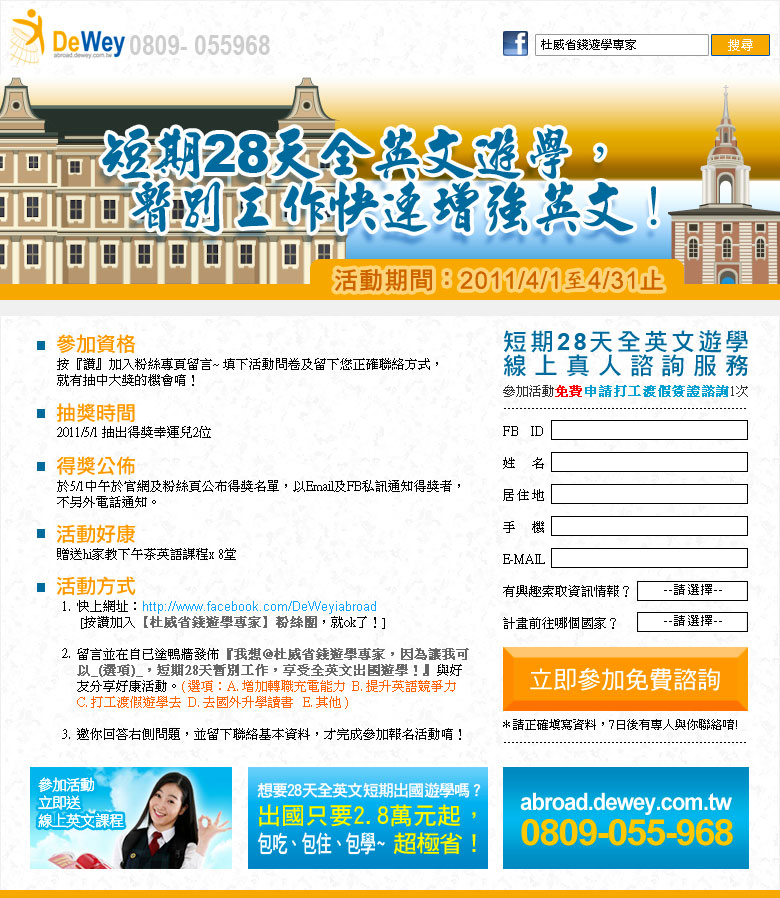 DeWey 0809- 055968
abroad.dewey.com.tw
杜威省錢遊學專家
搜尋
短期28天全英文遊學，
暫別工作快速增強英文！
活動期間：2011/4/1至4/31止
參加資格
按『讚』加入粉絲專頁留言~ 填下活動問卷及留下您正確聯絡方式，
就有抽中大獎的機會唷！
抽獎時間
2011/5/1 抽出得獎幸運兒2位
得獎公佈
於5/1中午於官網及粉絲頁公布得獎名單，以Email及FB私訊通知得獎者，
不另外電話通知。
活動好康
贈送hi家教下午茶英語課程x 8堂
活動方式
1. 快上網址：http://www.facebook.com/DeWeyiabroad
[按讚加入【杜威省錢遊學專家】粉絲團，就ok了！]
2. 留言並在自己塗鴨牆發佈『我想@杜威省錢遊學專家，因為讓我可
以_(選項)_，短期28天暫別工作，享受全英文出國遊學！』與好
友分享好康活動。( 選項：A. 增加轉職充電能力 B. 提升英語競爭力
C. 打工渡假遊學去 D. 去國外升學讀書 E. 其他 )
3. 邀你回答右側問題，並留下聯絡基本資料，才完成參加報名活動唷！
短期28天全英文遊學
線上真人諮詢服務
參加活動免費申請打工渡假簽證諮詢1次
FB ID
姓 名
居住地
手 機
E-MAIL
有興趣索取資訊情報？ --請選擇--
計畫前往哪個國家？ --請選擇--
立即參加免費諮詢
＊請正確填寫資料，7日後有專人與你聯絡唷!
參加活動
立即送
線上英文課程
想要28天全英文短期出國遊學嗎？
出國只要2.8萬元起，
包吃、包住、包學~ 超極省！
abroad.dewey.com.tw
0809-055-968